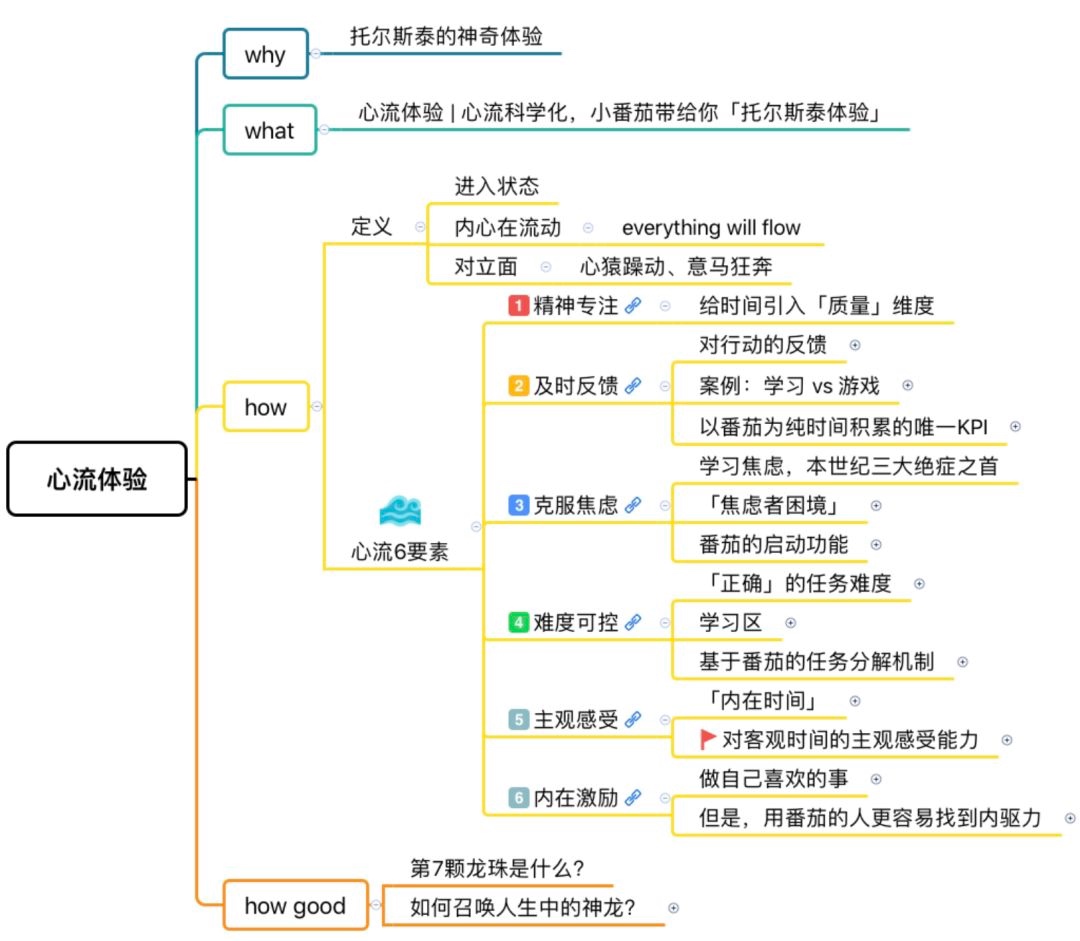 why
托尔斯泰的神奇体验
what
心流体验 | 心流科学化，小番茄带给你「托尔斯泰体验」
心流体验
how
定义
进入状态
内心在流动
everything will flow
对立面
心猿躁动、意马狂奔
心流6要素
1 精神专注
给时间引入「质量」维度
2 及时反馈
对行动的反馈
案例：学习 vs 游戏
以番茄为纯时间积累的唯一KPI
3 克服焦虑
学习焦虑，本世纪三大绝症之首
「焦虑者困境」
番茄的启动功能
4 难度可控
「正确」的任务难度
学习区
基于番茄的任务分解机制
5 主观感受
「内在时间」
对客观时间的主观感受能力
6 内在激励
做自己喜欢的事
但是，用番茄的人更容易找到内驱力
how good
第7颗龙珠是什么?
如何召唤人生中的神龙?